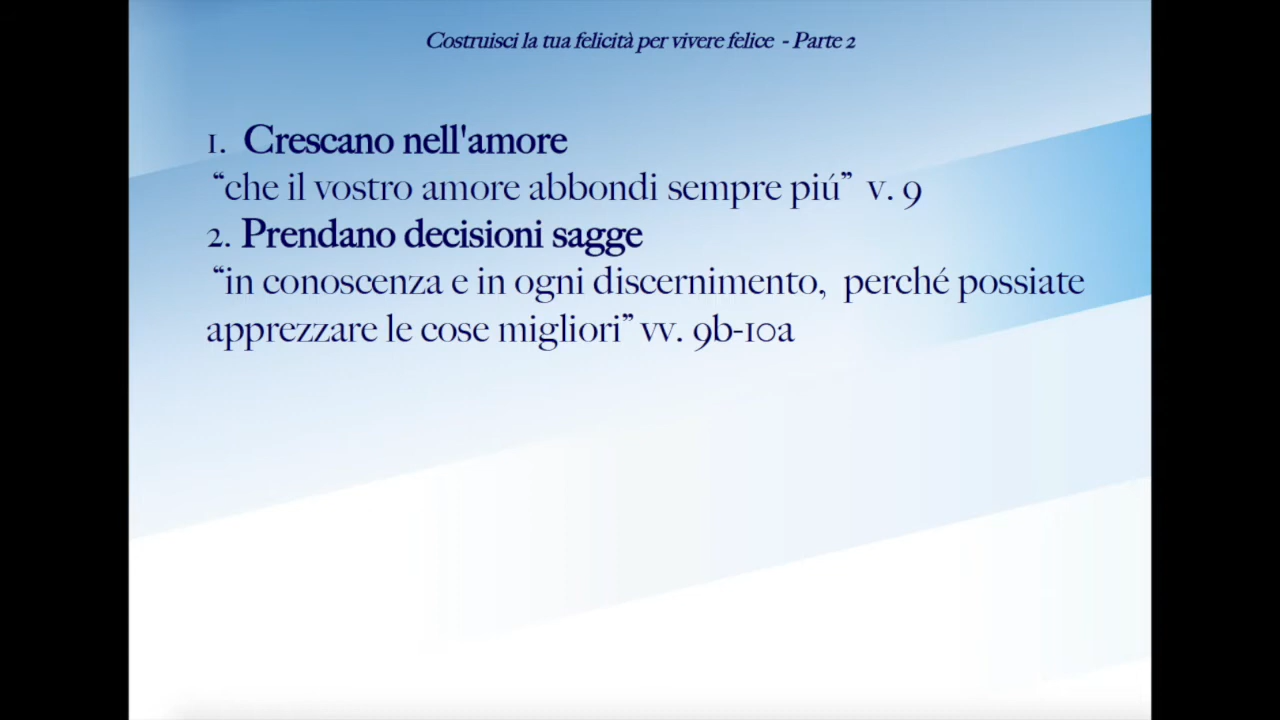 Costruisci la tua felicità per vivere felice - Parte 2
1. Crescano nell'amore
“che il vostro amore abbondi sempre piú” v. 9
2. Prendano decisioni sagge
“in conoscenza e in ogni discernimento, perché possiate
apprezzare le cose migliori” vv. 9b-10a